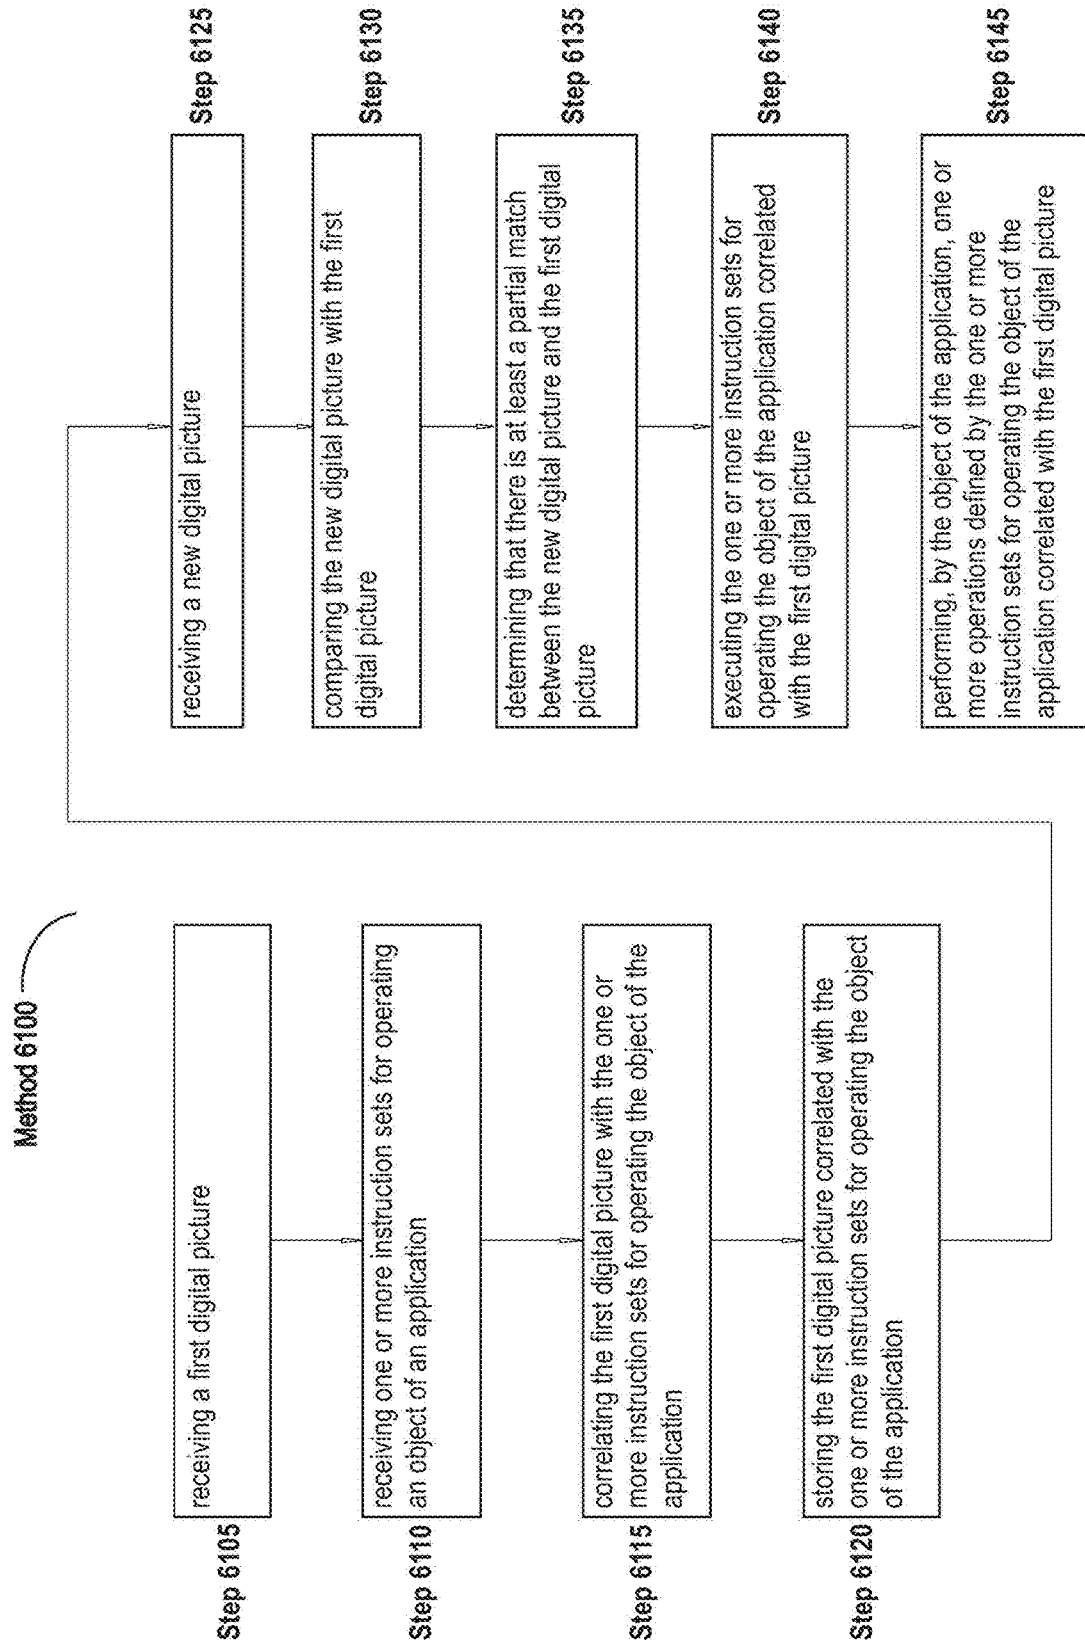 Method 6100
Step 6105
receiving a first digital picture
Step 6110
receiving one or more instruction sets for operating
an object of an application
Step 6115
correlating the first digital picture with the one or
more instruction sets for operating the object of the
application
Step 6120
storing the first digital picture correlated with the
one or more instruction sets for operating the object
of the application
Step 6125
receiving a new digital picture
Step 6130
comparing the new digital picture with the first
digital picture
Step 6135
determining that there is at least a partial match
between the new digital picture and the first digital
picture
Step 6140
executing the one or more instruction sets for
operating the object of the application correlated
with the first digital picture
Step 6145
performing, by the object of the application, one or
more operations defined by the one or more
instruction sets for operating the object of the
application correlated with the first digital picture